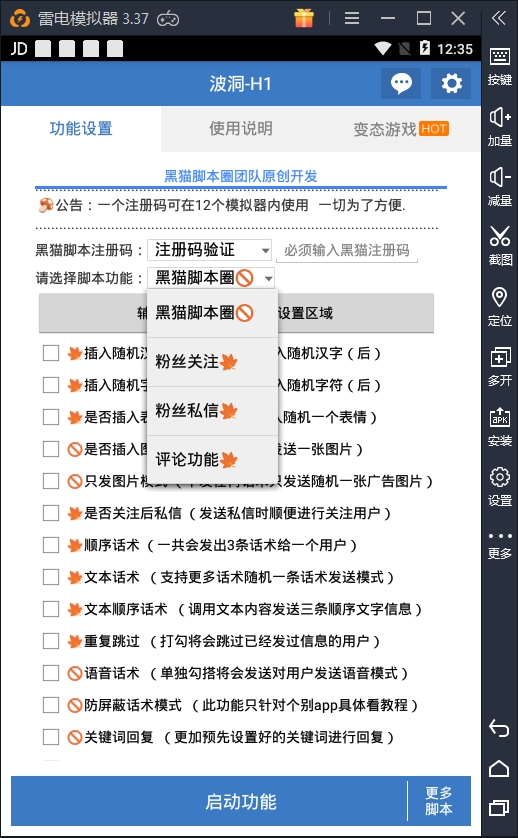 雷电模拟器 3.37
JD
12:35
波洞-H1
功能设置
使用说明
变态游戏 HOT
黑猫脚本圈团队原创开发
公告：一个注册码可在12个模拟器内使用 一切为了方便.
黑猫脚本注册码：
注册码验证
必须输入黑猫注册码
请选择脚本功能：
黑猫脚本圈
黑猫脚本圈
粉丝关注
粉丝私信
评论功能
设置区域
插入随机 入随机汉字（后）
插入随机 入随机字符（后）
是否插入 入随机一个表情）
是否插入 发送一张图片）
只发图片 只发送随机一张广告图片）
是否关注后私信（发送私信时顺便进行关注用户）
顺序话术（一共会发出3条话术给一个用户）
文本话术（支持更多话术随机一条话术发送模式）
文本顺序话术（调用文本内容发送三条顺序文字信息）
重复跳过（打勾将会跳过已经发过信息的用户）
语音话术（单独勾搭将会发送对用户发送语音模式）
防屏蔽话术模式（此功能只针对个别app具体看教程）
关键词回复（更加预先设置好的关键词进行回复）
启动功能
更多
脚本
按键
加量
减量
截图
定位
多开
APK
安装
设置
更多